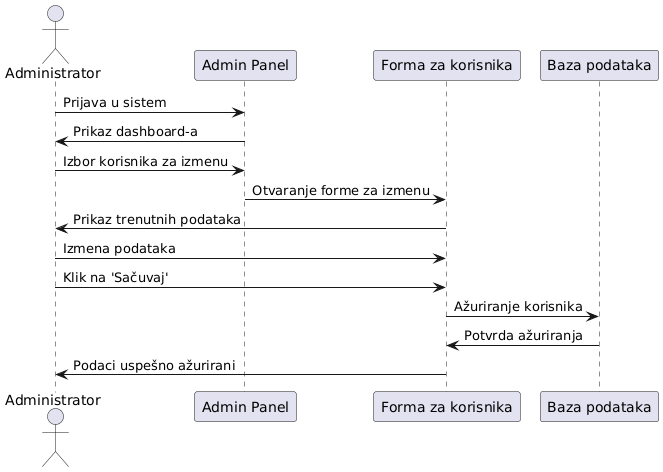 Administrator
Admin Panel
Forma za korisnika
Baza podataka
Prijava u sistem
Prikaz dashboard-a
Izbor korisnika za izmenu
Otvaranje forme za izmenu
Prikaz trenutnih podataka
Izmena podataka
Klik na 'Sačuvaj'
Ažuriranje korisnika
Potvrda ažuriranja
Podaci uspešno ažurirani
Administrator
Admin Panel
Forma za korisnika
Baza podataka